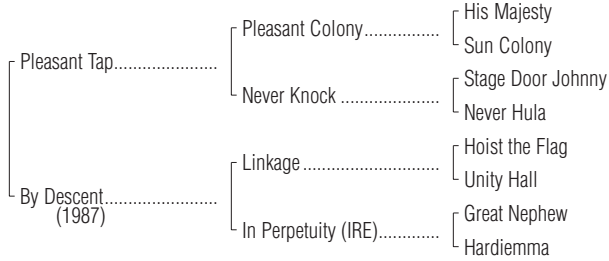 His Majesty
Pleasant Colony
Sun Colony
Pleasant Tap
Stage Door Johnny
Never Knock
Never Hula
Hoist the Flag
Linkage
Unity Hall
By Descent
(1987)
Great Nephew
In Perpetuity (IRE)
Hardiemma